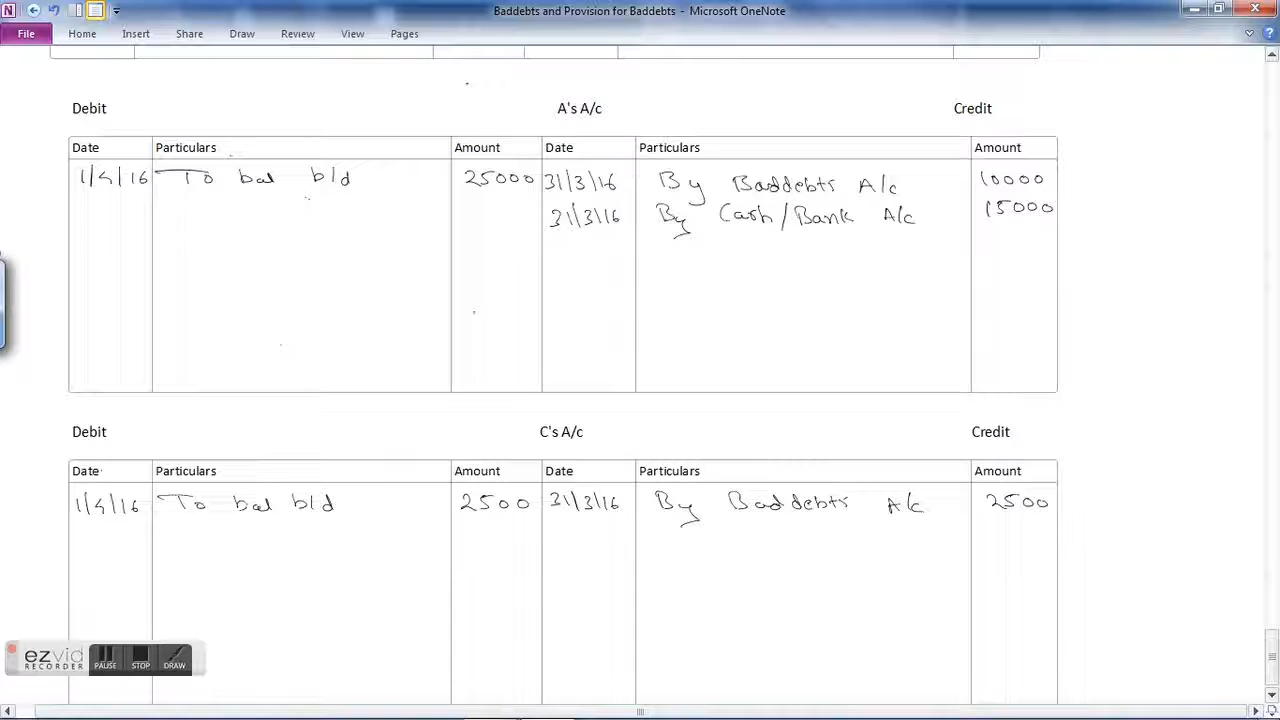 Baddebts and Provision for Baddebts - Microsoft OneNote
File Home Insert Share Draw Review View Pages
Debit A's A/c Credit
Date Particulars Amount Date Particulars Amount
1/4/16 To bal b/d 25000 31/3/16 By Baddebts A/c 10000
31/3/16 By Cash/Bank A/c 15000
Debit C's A/c Credit
Date Particulars Amount Date Particulars Amount
1/4/16 To bal b/d 2500 31/3/16 By Baddebts A/c 2500
ezvid
RECORDER
PAUSE STOP DRAW